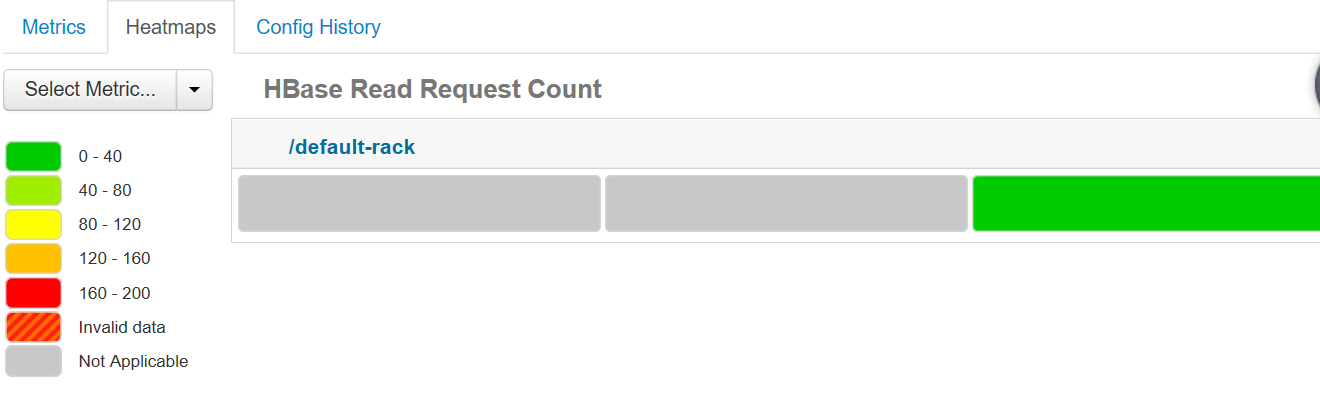 Metrics
Heatmaps
Config History
Select Metric...
HBase Read Request Count
/default-rack
0 - 40
40 - 80
80 - 120
120 - 160
160 - 200
Invalid data
Not Applicable